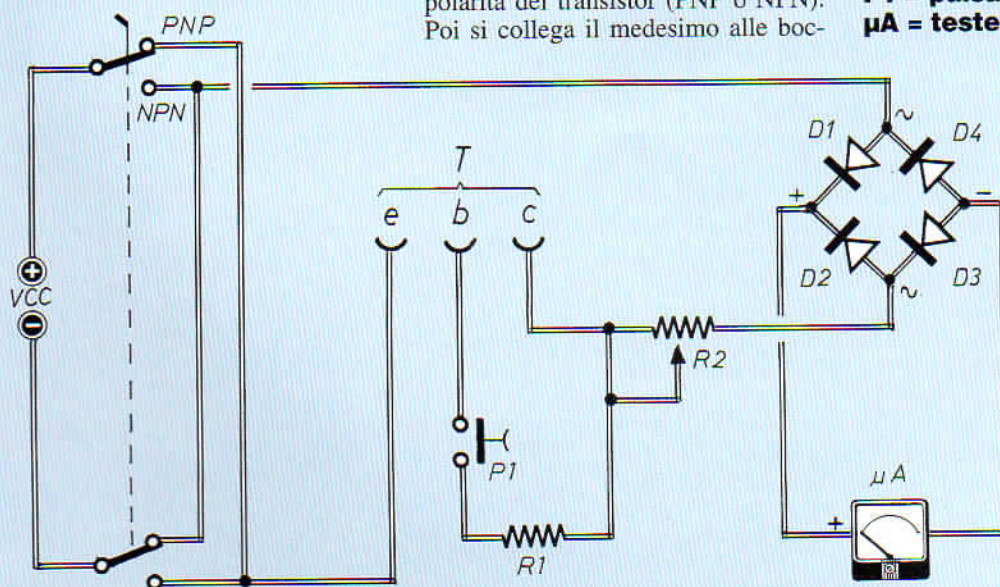 polarità del transistor (PNP o NPN).
Poi si collega il medesimo alle boc-
µA = teste
PNP
NPN
VCC
T
e b c
P1
R1
R2
D1
D4
D2
D3
~
~
+
-
µA
+